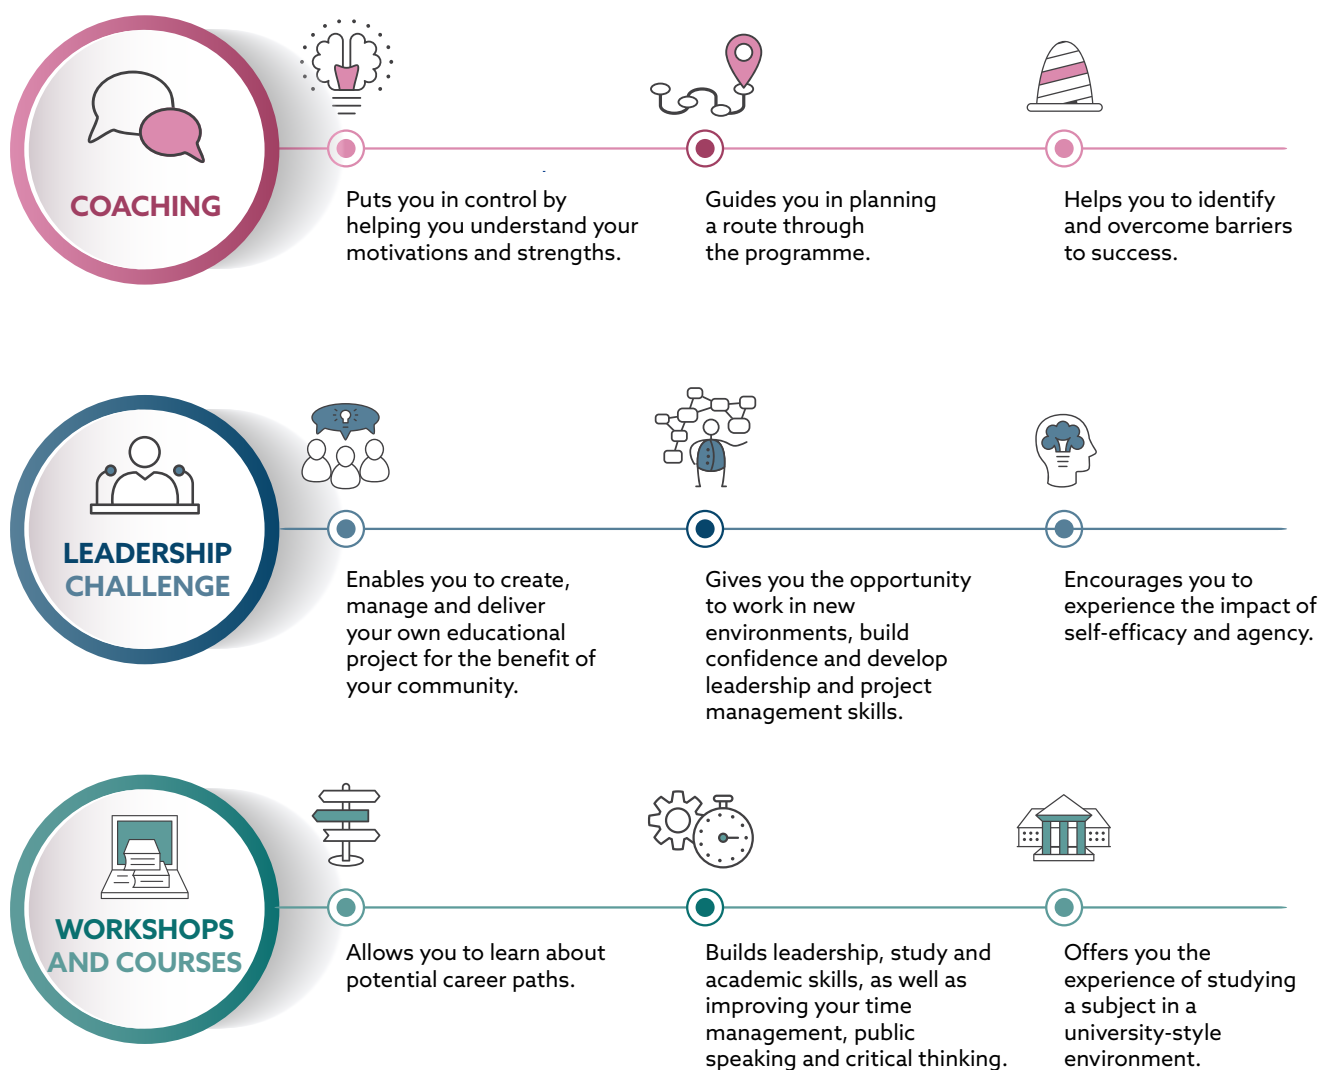 COACHING
Puts you in control by
helping you understand your
motivations and strengths.
Guides you in planning
a route through
the programme.
Helps you to identify
and overcome barriers
to success.
LEADERSHIP
CHALLENGE
Enables you to create,
manage and deliver
your own educational
project for the benefit of
your community.
Gives you the opportunity
to work in new
environments, build
confidence and develop
leadership and project
management skills.
Encourages you to
experience the impact of
self-efficacy and agency.
WORKSHOPS
AND COURSES
Allows you to learn about
potential career paths.
Builds leadership, study and
academic skills, as well as
improving your time
management, public
speaking and critical thinking.
Offers you the
experience of studying
a subject in a
university-style
environment.